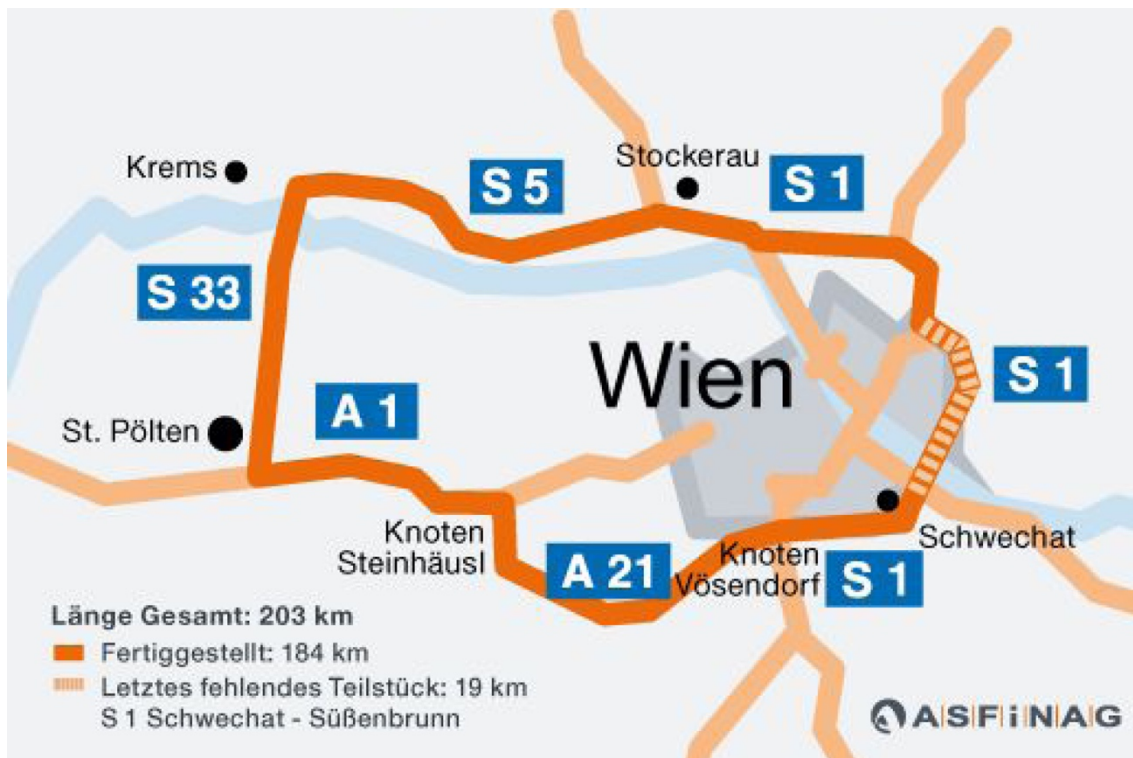 Krems
Stockerau
S 5
S 1
S 33
Wien
S 1
A 1
St. Pölten
Knoten
Steinhäusl
A 21
Knoten
Vösendorf
S 1
Schwechat
Länge Gesamt: 203 km
Fertiggestellt: 184 km
Letztes fehlendes Teilstück: 19 km
S 1 Schwechat - Süßenbrunn
ASFiNAG